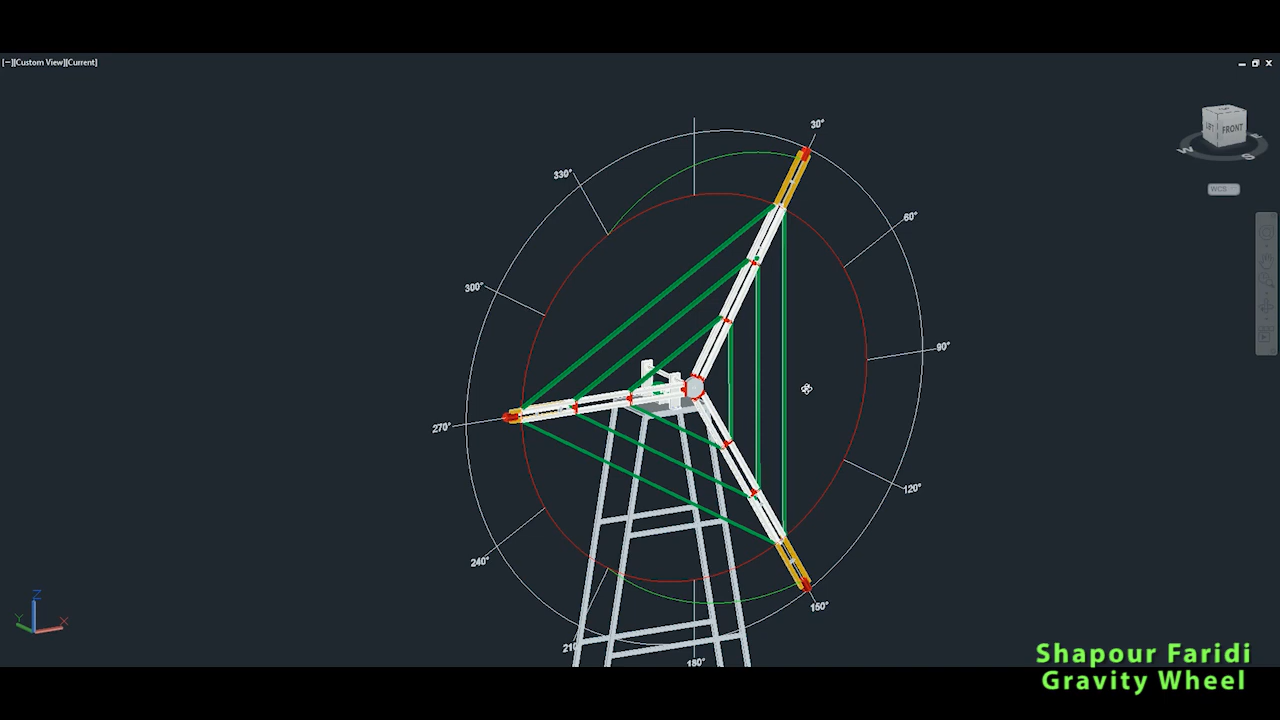 [−][Custom View][Current]
30°
330°
60°
300°
90°
270°
120°
240°
150°
180°
FRONT
LEFT
W
S
WCS
Z
Y
X
Shapour Faridi
Gravity Wheel